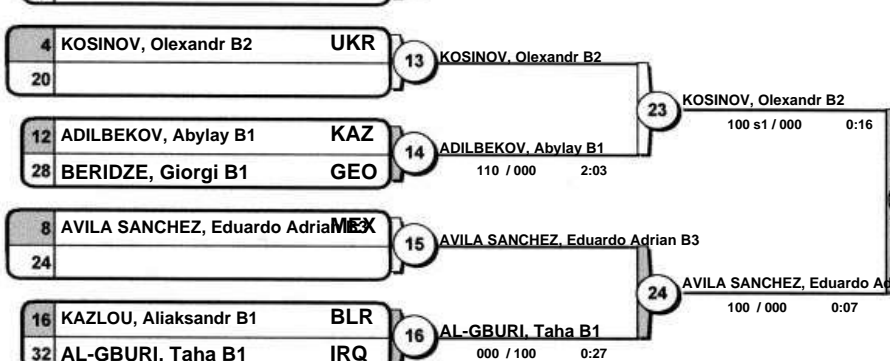 4 KOSINOV, Olexandr B2 UKR
20
13 KOSINOV, Olexandr B2
12 ADILBEKOV, Abylay B1 KAZ
28 BERIDZE, Giorgi B1 GEO
14 ADILBEKOV, Abylay B1
110 / 000 2:03
23 KOSINOV, Olexandr B2
100 s1 / 000 0:16
8 AVILA SANCHEZ, Eduardo Adrian B3 MEX
24
15 AVILA SANCHEZ, Eduardo Adrian B3
16 KAZLOU, Aliaksandr B1 BLR
32 AL-GBURI, Taha B1 IRQ
16 AL-GBURI, Taha B1
000 / 100 0:27
24 AVILA SANCHEZ, Eduardo Ad
100 / 000 0:07